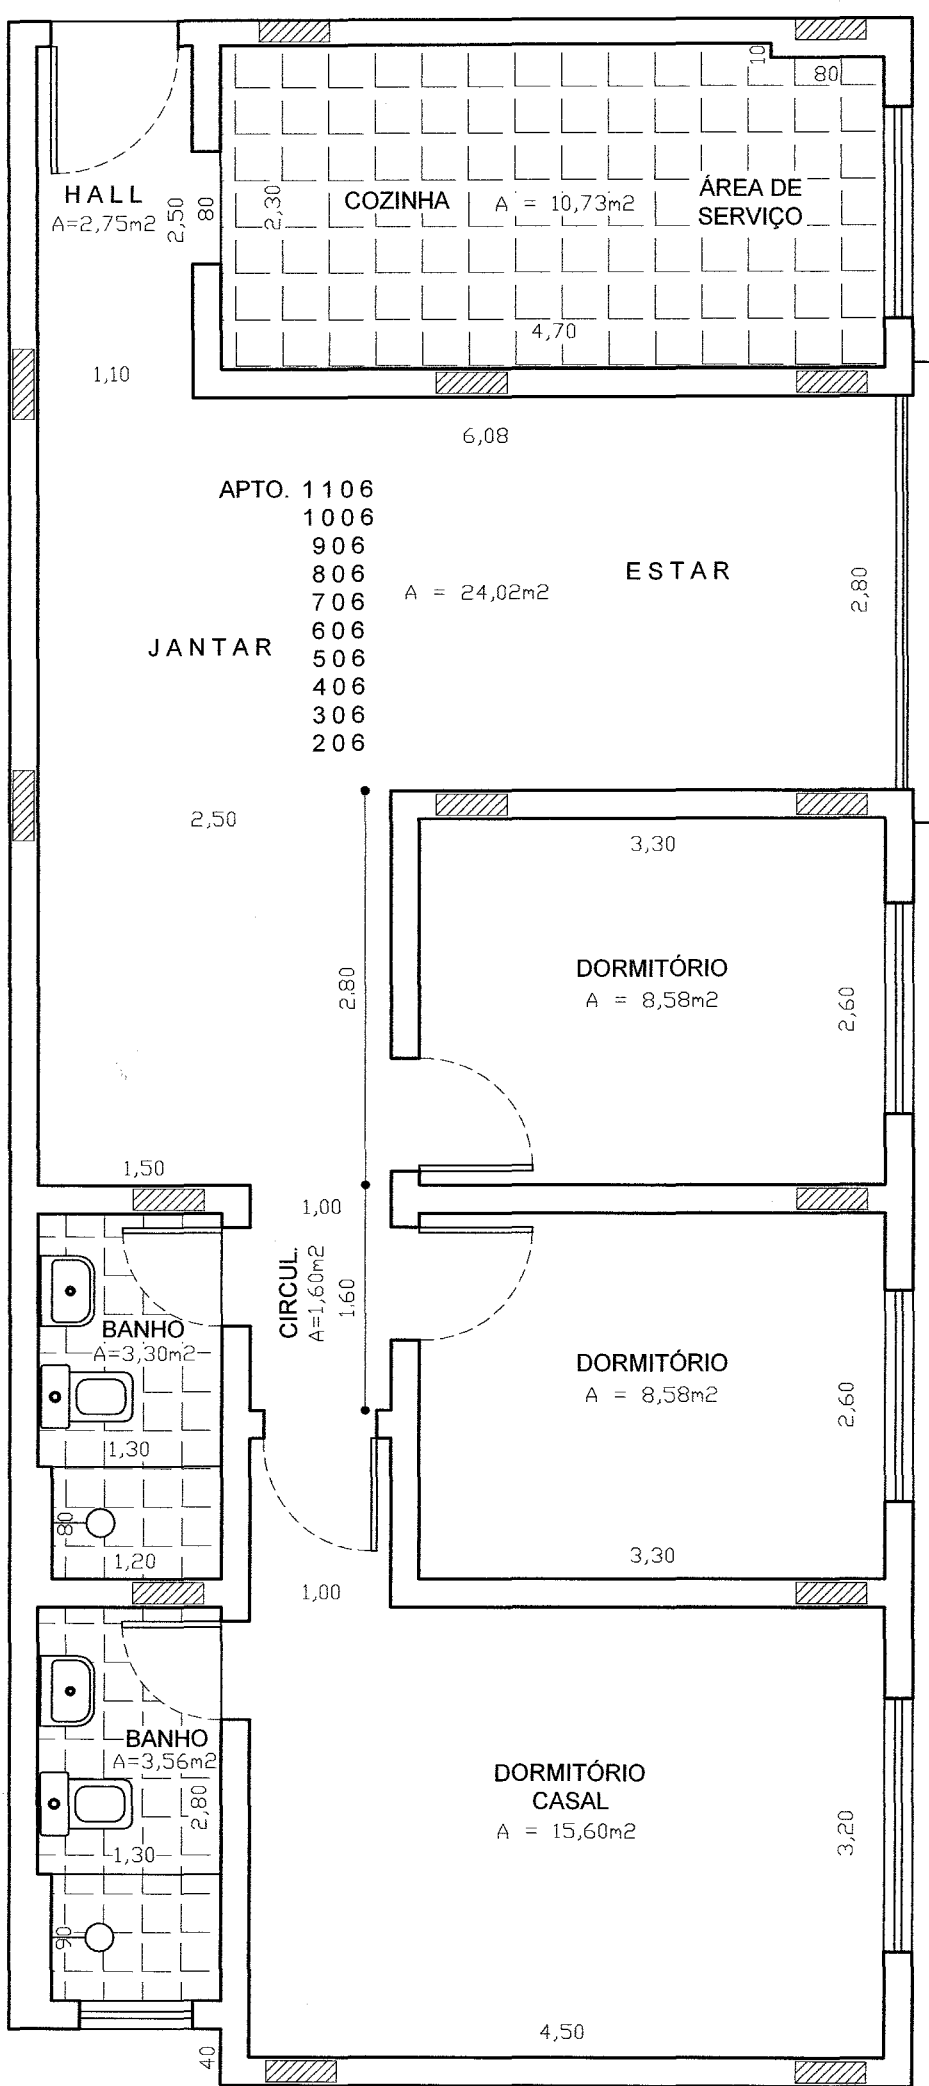 10
80
HALL
A=2,75m2
2,50
80
2,30
COZINHA
A = 10,73m2
ÁREA DE
SERVIÇO
4,70
1,10
6,08
APTO. 1106
1006
906
806
706
606
506
406
306
206
A = 24,02m2
ESTAR
2,80
JANTAR
2,50
3,30
2.80
DORMITÓRIO
A = 8,58m2
2,60
1,50
1,00
CIRCUL.
A=1,60m2
1.60
BANHO
A=3,30m2
1,30
80
1,20
DORMITÓRIO
A = 8,58m2
2,60
3,30
1,00
BANHO
A=3,56m2
2,80
1,30
90
DORMITÓRIO
CASAL
A = 15,60m2
3,20
4,50
40